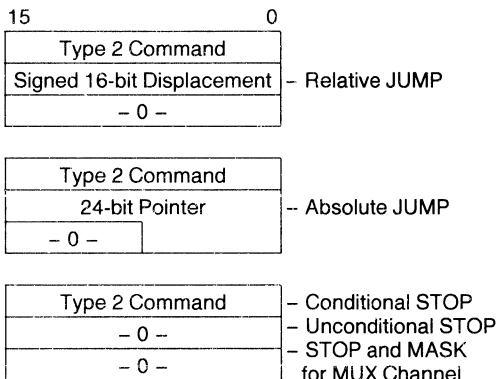 15 0
Type 2 Command
Signed 16-bit Displacement – Relative JUMP
– 0 –
Type 2 Command
24-bit Pointer – Absolute JUMP
– 0 –
Type 2 Command – Conditional STOP
– 0 – – Unconditional STOP
– 0 – – STOP and MASK
for MUX Channel